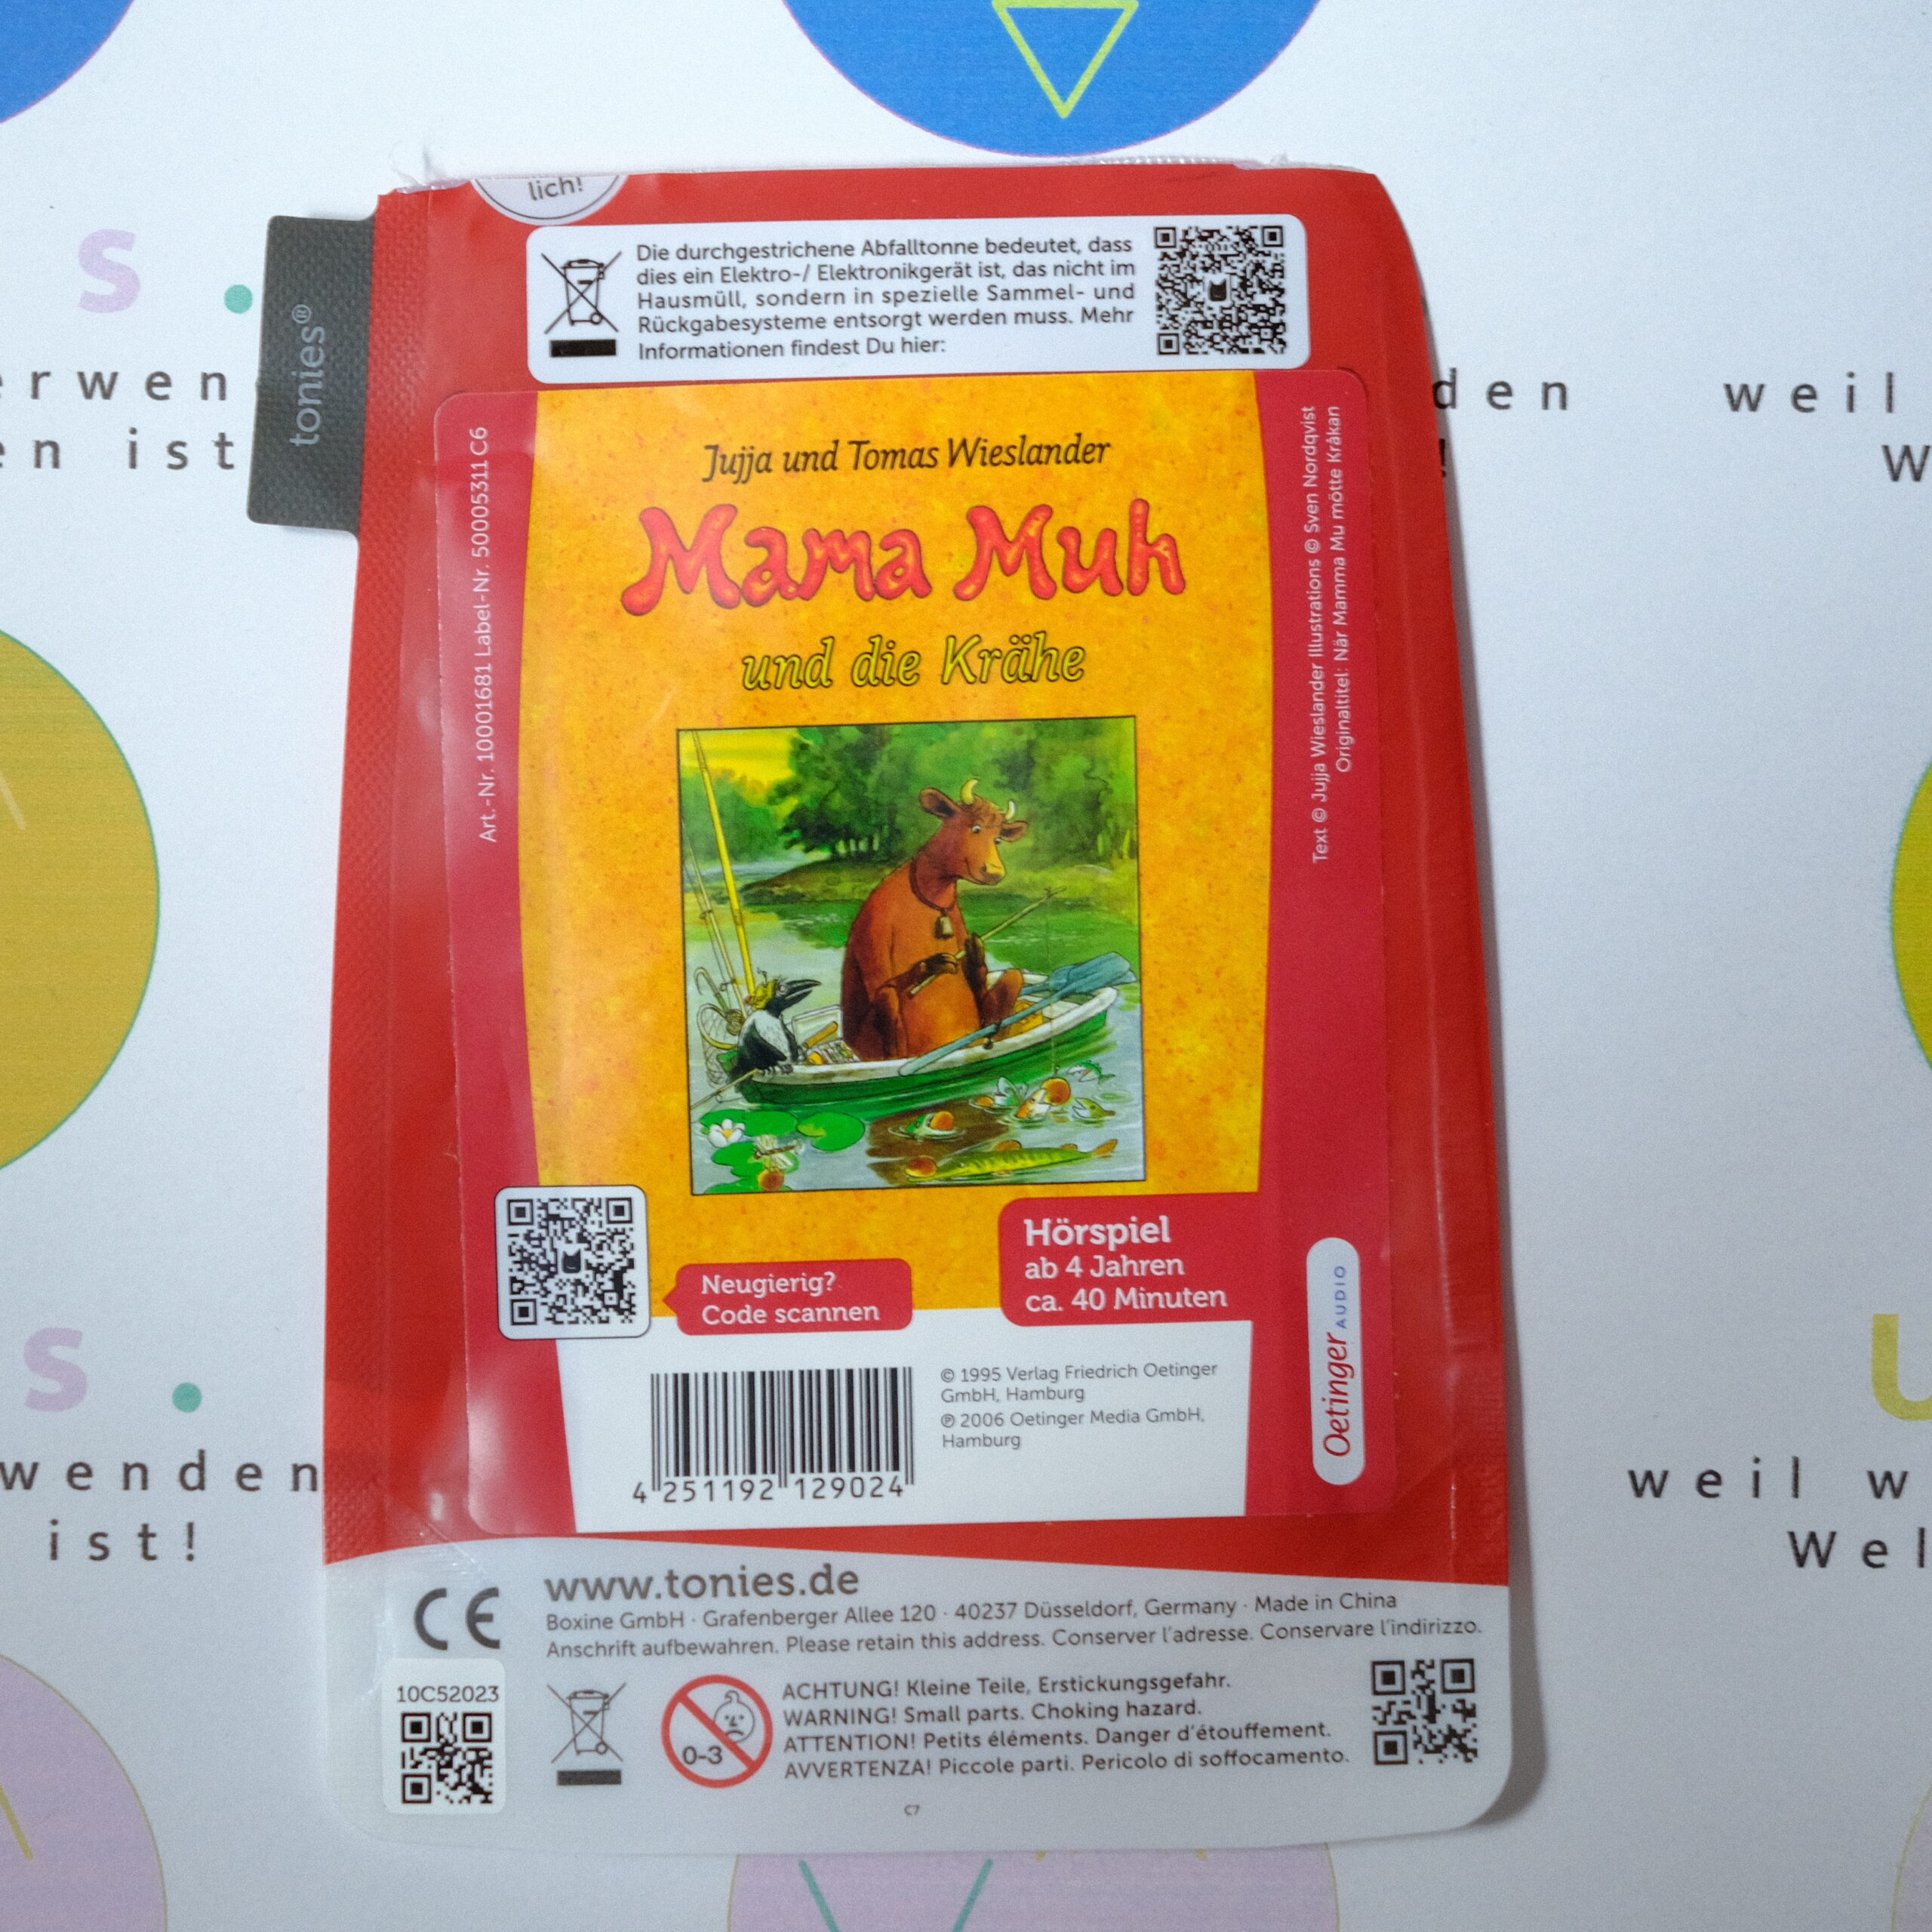 lich!
Die durchgestrichene Abfalltonne bedeutet, dass
dies ein Elektro-/ Elektronikgerät ist, das nicht im
Hausmüll, sondern in spezielle Sammel- und
Rückgabesysteme entsorgt werden muss. Mehr
Informationen findest Du hier:
tonies®
Art.-Nr. 10001681 Label-Nr. 50005311 C6
Jujja und Tomas Wieslander
Mama Muh
und die Krähe
Text © Jujja Wieslander Illustrations © Sven Nordqvist
Originaltitel: När Mamma Mu mötte Kråkan
Hörspiel
ab 4 Jahren
ca. 40 Minuten
Neugierig?
Code scannen
Oetinger AUDIO
© 1995 Verlag Friedrich Oetinger
GmbH, Hamburg
℗ 2006 Oetinger Media GmbH,
Hamburg
4 251192 129024
CE
www.tonies.de
Boxine GmbH · Grafenberger Allee 120 · 40237 Düsseldorf, Germany · Made in China
Anschrift aufbewahren. Please retain this address. Conserver l'adresse. Conservare l'indirizzo.
10C52023
0-3
ACHTUNG! Kleine Teile, Erstickungsgefahr.
WARNING! Small parts. Choking hazard.
ATTENTION! Petits éléments. Danger d'étouffement.
AVVERTENZA! Piccole parti. Pericolo di soffocamento.
C7
s.
erwen
en ist
den
!
weil
W
s.
wenden
ist!
u
weil w
Wel